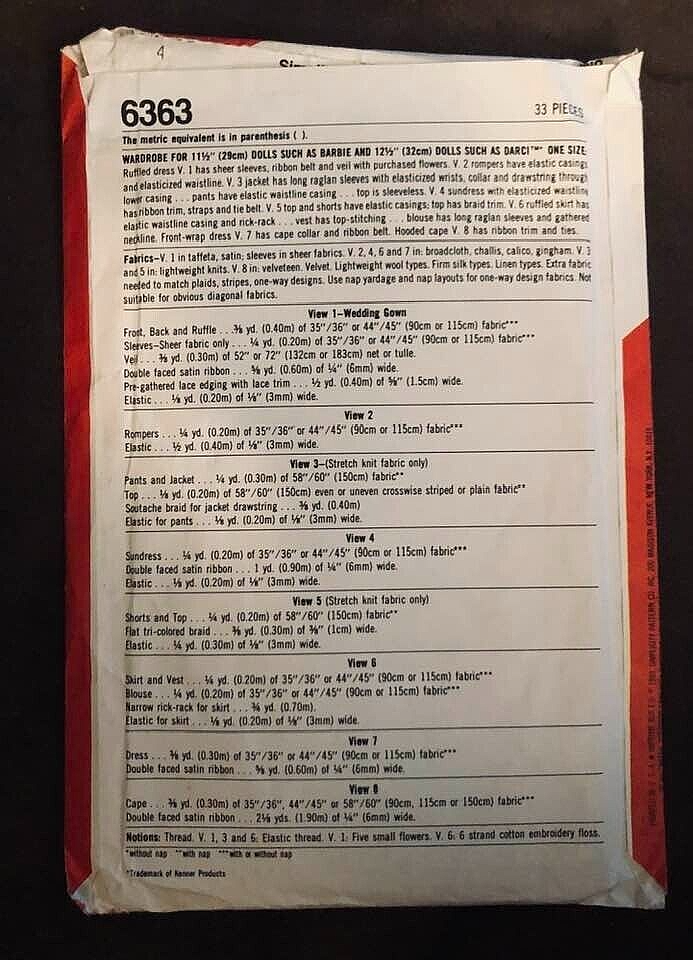 4
6363
33 PIECES
The metric equivalent is in parenthesis ( ).
WARDROBE FOR 11½" (29cm) DOLLS SUCH AS BARBIE AND 12½" (32cm) DOLLS SUCH AS DARCI™* ONE SIZE
Ruffled dress V. 1 has sheer sleeves, ribbon belt and veil with purchased flowers. V. 2 rompers have elastic casing
and elasticized waistline. V. 3 jacket has long raglan sleeves with elasticized wrists, collar and drawstring through
lower casing . . . pants have elastic waistline casing . . . top is sleeveless. V. 4 sundress with elasticized waistline
has ribbon trim, straps and tie belt. V. 5 top and shorts have elastic casings; top has braid trim. V. 6 ruffled skirt has
elastic waistline casing and rick-rack . . . vest has top-stitching . . . blouse has long raglan sleeves and gathered
neckline. Front-wrap dress V. 7 has cape collar and ribbon belt. Hooded cape V. 8 has ribbon trim and ties.
Fabrics–V. 1 in taffeta, satin; sleeves in sheer fabrics. V. 2, 4, 6 and 7 in: broadcloth, challis, calico, gingham. V. 3
and 5 in: lightweight knits. V. 8 in: velveteen. Velvet. Lightweight wool types. Firm silk types. Linen types. Extra fabric
needed to match plaids, stripes, one-way designs. Use nap yardage and nap layouts for one-way design fabrics. Not
suitable for obvious diagonal fabrics.
View 1–Wedding Gown
Front, Back and Ruffle . . . ⅜ yd. (0.40m) of 35"/36" or 44"/45" (90cm or 115cm) fabric***
Sleeves–Sheer fabric only . . . ¼ yd. (0.20m) of 35"/36" or 44"/45" (90cm or 115cm) fabric***
Veil . . . ⅜ yd. (0.30m) of 52" or 72" (132cm or 183cm) net or tulle.
Double faced satin ribbon . . . ⅝ yd. (0.60m) of ¼" (6mm) wide.
Pre-gathered lace edging with lace trim . . . ½ yd. (0.40m) of ⅝" (1.5cm) wide.
Elastic . . . ⅛ yd. (0.20m) of ⅛" (3mm) wide.
View 2
Rompers . . . ¼ yd. (0.20m) of 35"/36" or 44"/45" (90cm or 115cm) fabric***
Elastic . . . ½ yd. (0.40m) of ⅛" (3mm) wide.
View 3–(Stretch knit fabric only)
Pants and Jacket . . . ¼ yd. (0.30m) of 58"/60" (150cm) fabric**
Top . . . ⅛ yd. (0.20m) of 58"/60" (150cm) even or uneven crosswise striped or plain fabric**
Soutache braid for jacket drawstring . . . ⅜ yd. (0.40m)
Elastic for pants . . . ⅛ yd. (0.20m) of ⅛" (3mm) wide.
View 4
Sundress . . . ¼ yd. (0.20m) of 35"/36" or 44"/45" (90cm or 115cm) fabric***
Double faced satin ribbon . . . 1 yd. (0.90m) of ¼" (6mm) wide.
Elastic . . . ⅛ yd. (0.20m) of ⅛" (3mm) wide.
View 5 (Stretch knit fabric only)
Shorts and Top . . . ¼ yd. (0.20m) of 58"/60" (150cm) fabric**
Flat tri-colored braid . . . ⅜ yd. (0.30m) of ⅜" (1cm) wide.
Elastic . . . ¼ yd. (0.30m) of ⅛" (3mm) wide.
View 6
Skirt and Vest . . . ¼ yd. (0.20m) of 35"/36" or 44"/45" (90cm or 115cm) fabric***
Blouse . . . ¼ yd. (0.20m) of 35"/36" or 44"/45" (90cm or 115cm) fabric***
Narrow rick-rack for skirt . . . ¾ yd. (0.70m).
Elastic for skirt . . . ⅛ yd. (0.20m) of ⅛" (3mm) wide.
View 7
Dress . . . ⅜ yd. (0.30m) of 35"/36" or 44"/45" (90cm or 115cm) fabric***
Double faced satin ribbon . . . ⅝ yd. (0.60m) of ¼" (6mm) wide.
View 8
Cape . . . ⅜ yd. (0.30m) of 35"/36", 44"/45" or 58"/60" (90cm, 115cm or 150cm) fabric***
Double faced satin ribbon . . . 2⅛ yds. (1.90m) of ¼" (6mm) wide.
Notions: Thread. V. 1, 3 and 6: Elastic thread. V. 1: Five small flowers. V. 6: 6 strand cotton embroidery floss.
*without nap **with nap ***with or without nap
*Trademark of Kenner Products
SIMPLICITY PATTERN CO. INC. 200 MADISON AVENUE, NEW YORK, N.Y. 10016